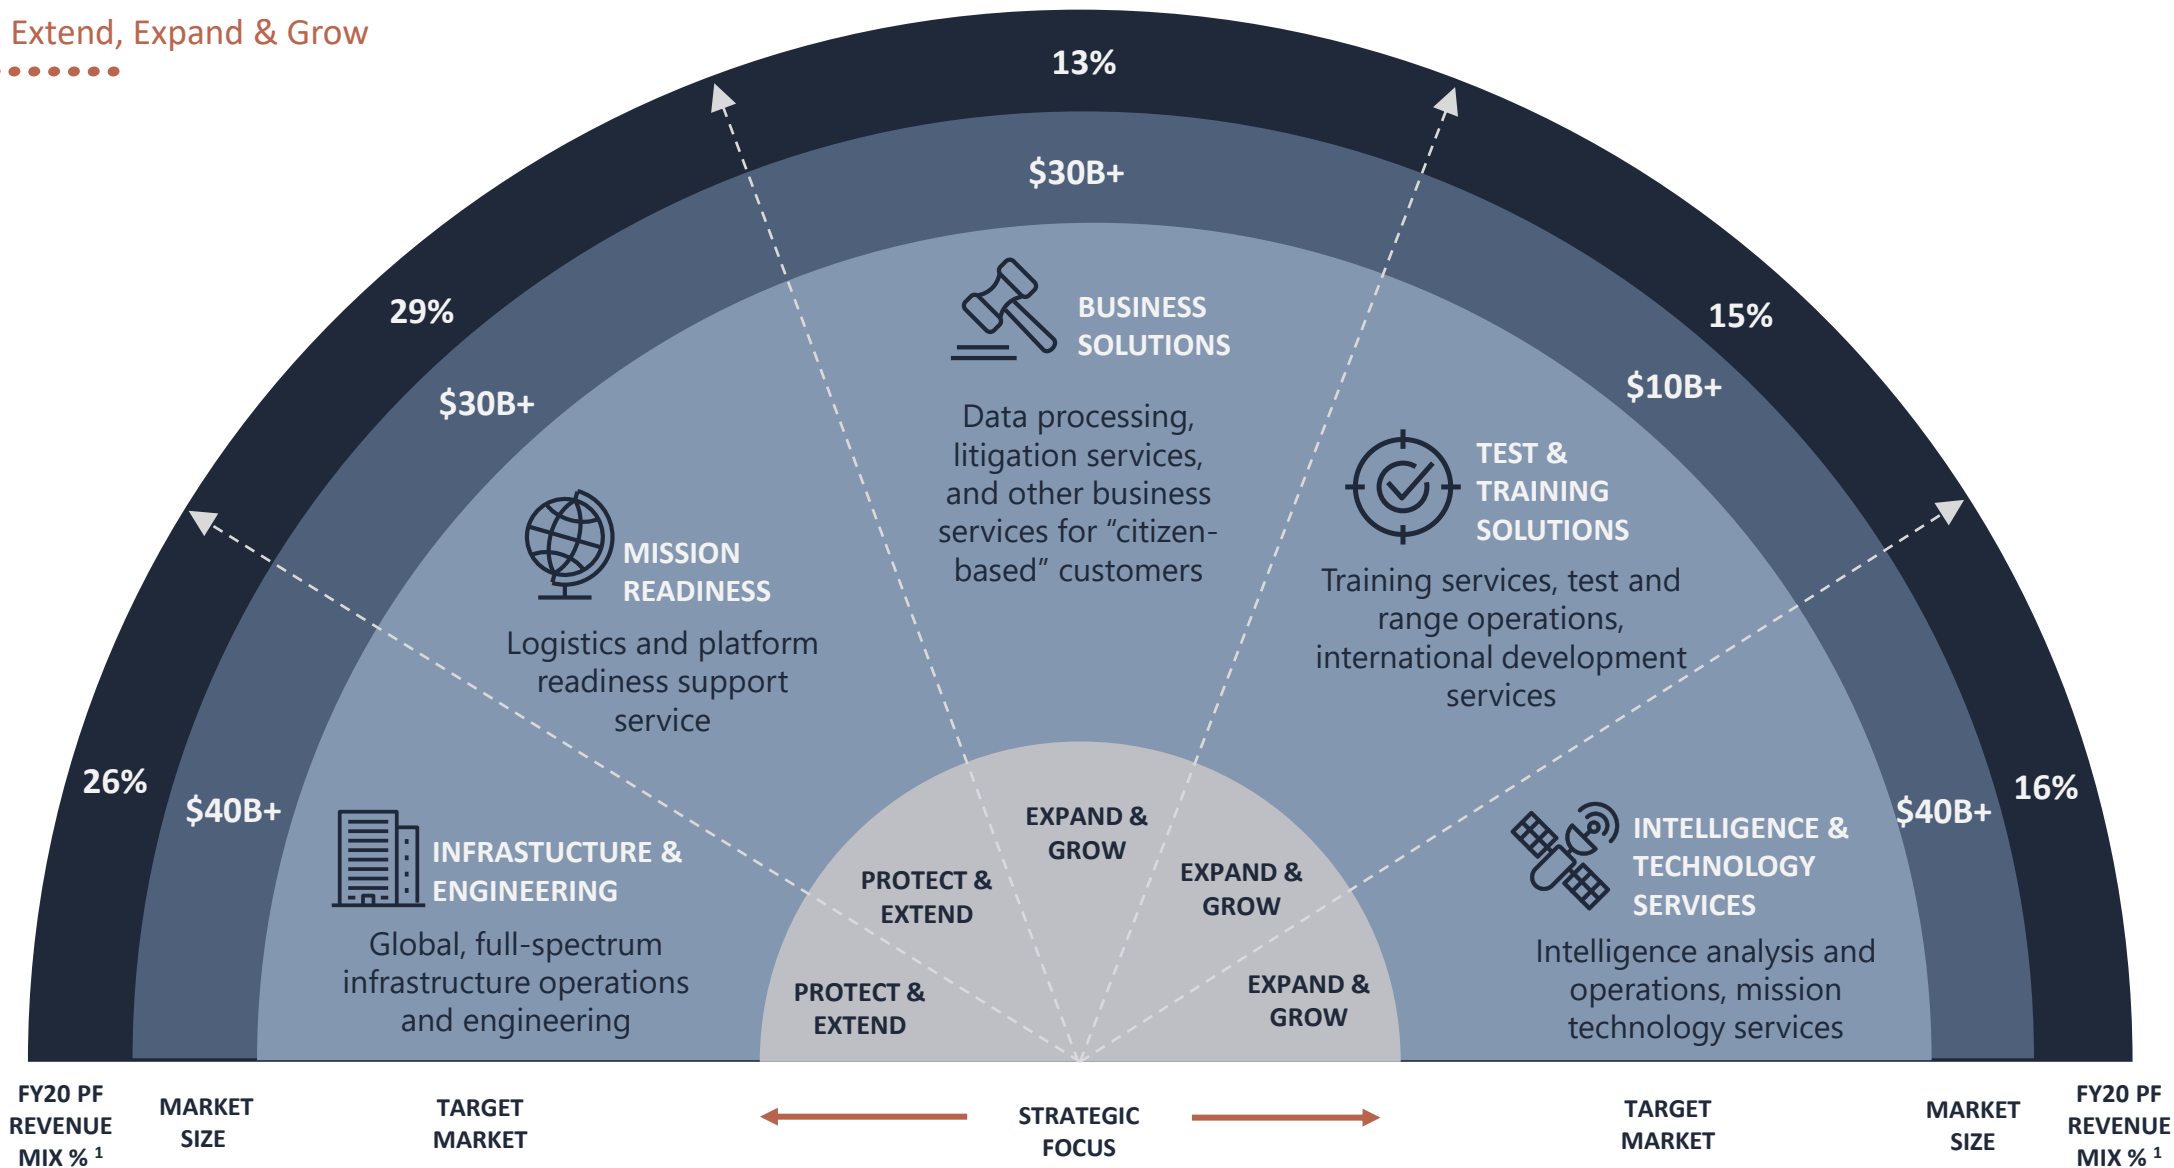 Extend, Expand & Grow
13%
$30B+
BUSINESS
SOLUTIONS
Data processing,
litigation services,
and other business
services for “citizen-
based” customers
29%
$30B+
MISSION
READINESS
Logistics and platform
readiness support
service
15%
$10B+
TEST &
TRAINING
SOLUTIONS
Training services, test and
range operations,
international development
services
26%
$40B+
INFRASTUCTURE &
ENGINEERING
Global, full-spectrum
infrastructure operations
and engineering
16%
$40B+
INTELLIGENCE &
TECHNOLOGY
SERVICES
Intelligence analysis and
operations, mission
technology services
PROTECT &
EXTEND
PROTECT &
EXTEND
EXPAND &
GROW
EXPAND &
GROW
EXPAND &
GROW
FY20 PF
REVENUE
MIX % 1
MARKET
SIZE
TARGET
MARKET
STRATEGIC
FOCUS
TARGET
MARKET
MARKET
SIZE
FY20 PF
REVENUE
MIX % 1